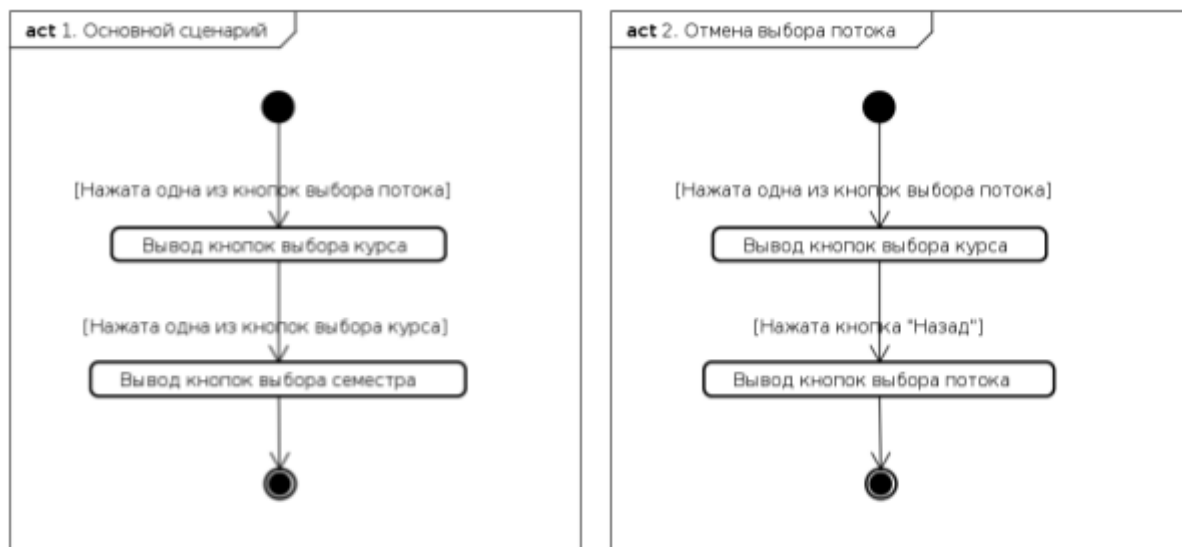 act 1. Основной сценарий
[Нажата одна из кнопок выбора потока]
Вывод кнопок выбора курса
[Нажата одна из кнопок выбора курса]
Вывод кнопок выбора семестра
act 2. Отмена выбора потока
[Нажата одна из кнопок выбора потока]
Вывод кнопок выбора курса
[Нажата кнопка "Назад"]
Вывод кнопок выбора потока